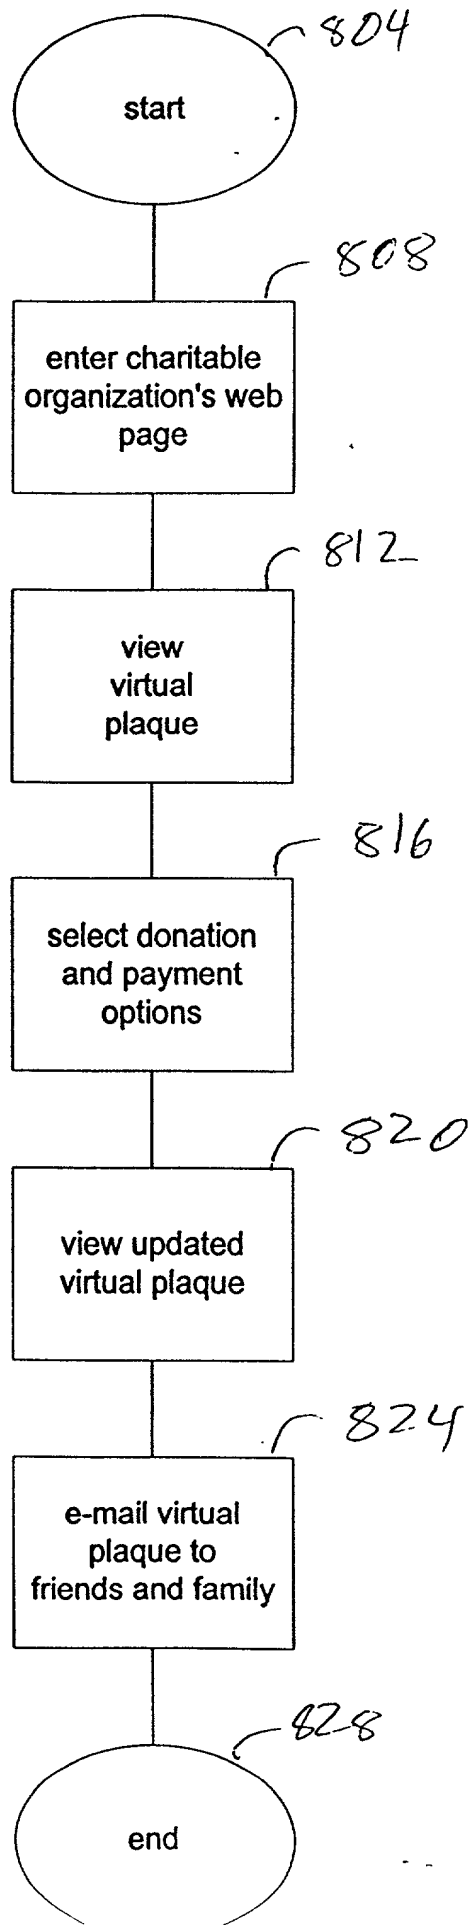 804
start
808
enter charitable
organization's web
page
812
view
virtual
plaque
816
select donation
and payment
options
820
view updated
virtual plaque
824
e-mail virtual
plaque to
friends and family
828
end